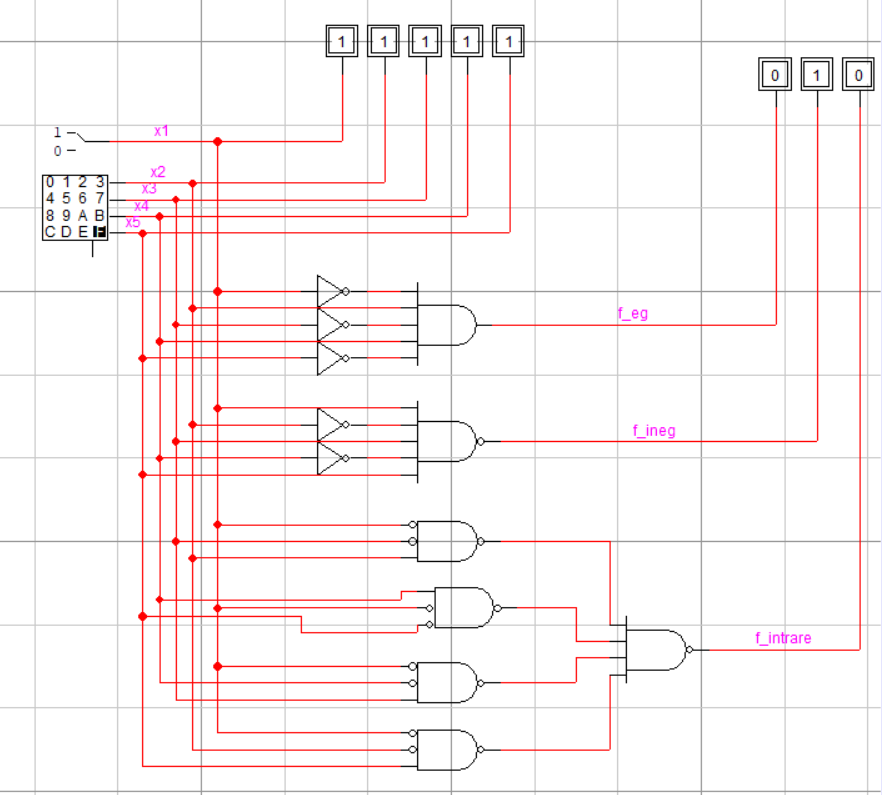 1 1 1 1 1
0 1 0
1
x1
0
x2
0 1 2 3
x3
4 5 6 7
x4
8 9 A B
x5
C D E F
f_eg
f_ineg
f_intrare